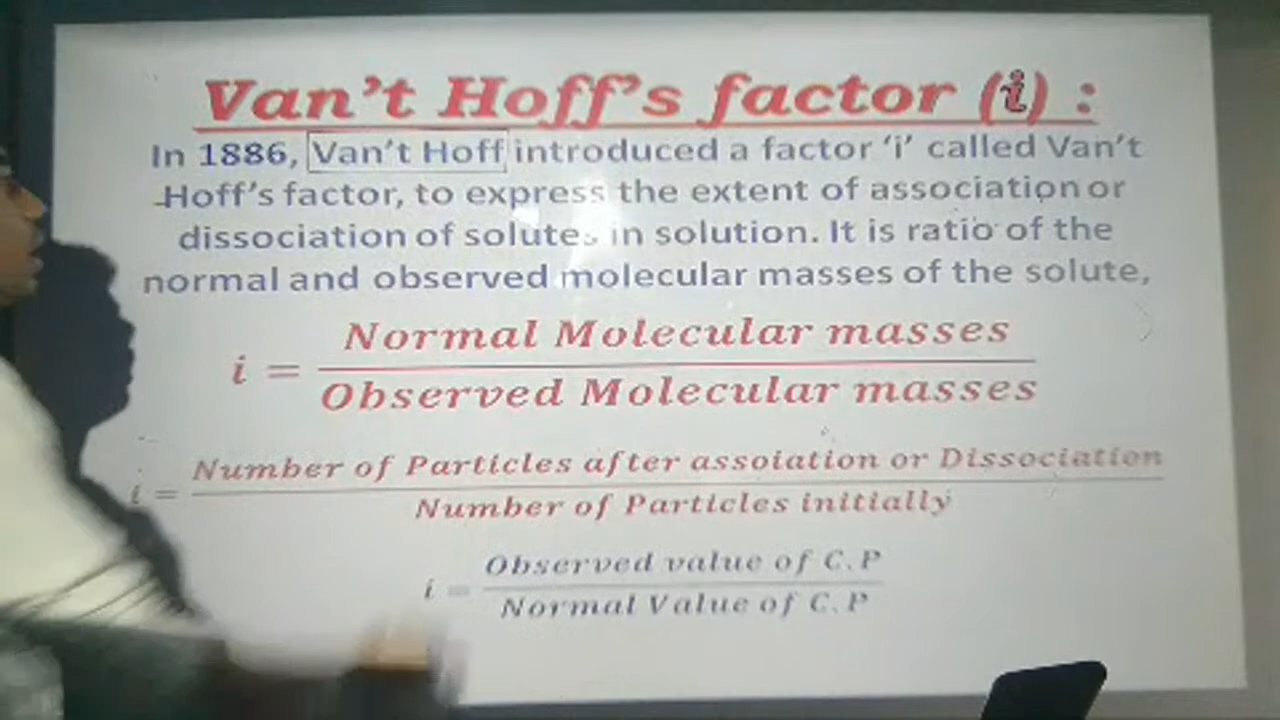 Van't Hoff's factor (i) :
In 1886, Van't Hoff introduced a factor 'i' called Van't
Hoff's factor, to express the extent of association or
dissociation of solutes in solution. It is ratio of the
normal and observed molecular masses of the solute,
i = Normal Molecular masses
Observed Molecular masses
i = Number of Particles after assoiation or Dissociation
Number of Particles initially
i = Observed value of C.P
Normal Value of C.P